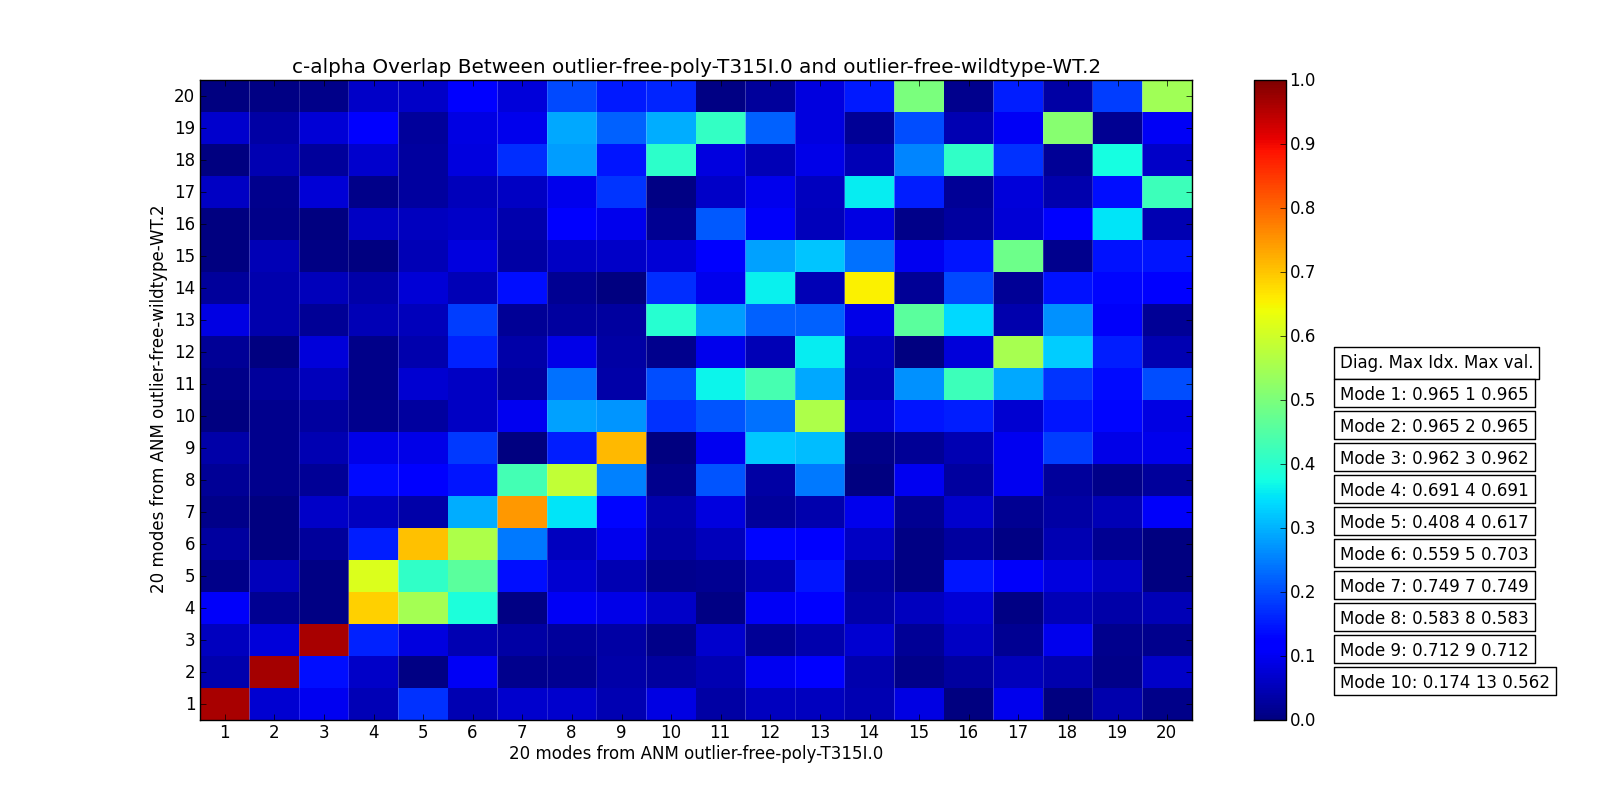 c-alpha Overlap Between outlier-free-poly-T315I.0 and outlier-free-wildtype-WT.2
20 modes from ANM outlier-free-wildtype-WT.2
20
19
18
17
16
15
14
13
12
11
10
9
8
7
6
5
4
3
2
1
1 2 3 4 5 6 7 8 9 10 11 12 13 14 15 16 17 18 19 20
20 modes from ANM outlier-free-poly-T315I.0
1.0
0.9
0.8
0.7
0.6
0.5
0.4
0.3
0.2
0.1
0.0
Diag. Max Idx. Max val.
Mode 1: 0.965 1 0.965
Mode 2: 0.965 2 0.965
Mode 3: 0.962 3 0.962
Mode 4: 0.691 4 0.691
Mode 5: 0.408 4 0.617
Mode 6: 0.559 5 0.703
Mode 7: 0.749 7 0.749
Mode 8: 0.583 8 0.583
Mode 9: 0.712 9 0.712
Mode 10: 0.174 13 0.562